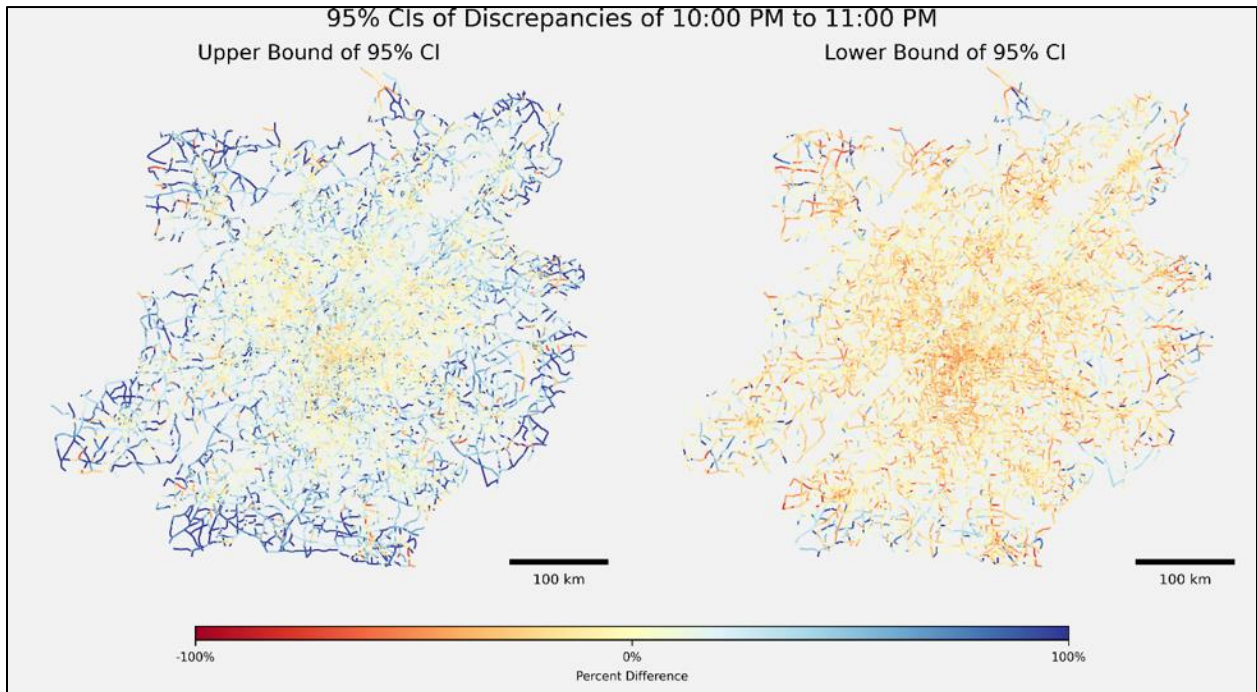 95% CIs of Discrepancies of 10:00 PM to 11:00 PM
Upper Bound of 95% CI
Lower Bound of 95% CI
100 km
100 km
-100%
0%
100%
Percent Difference